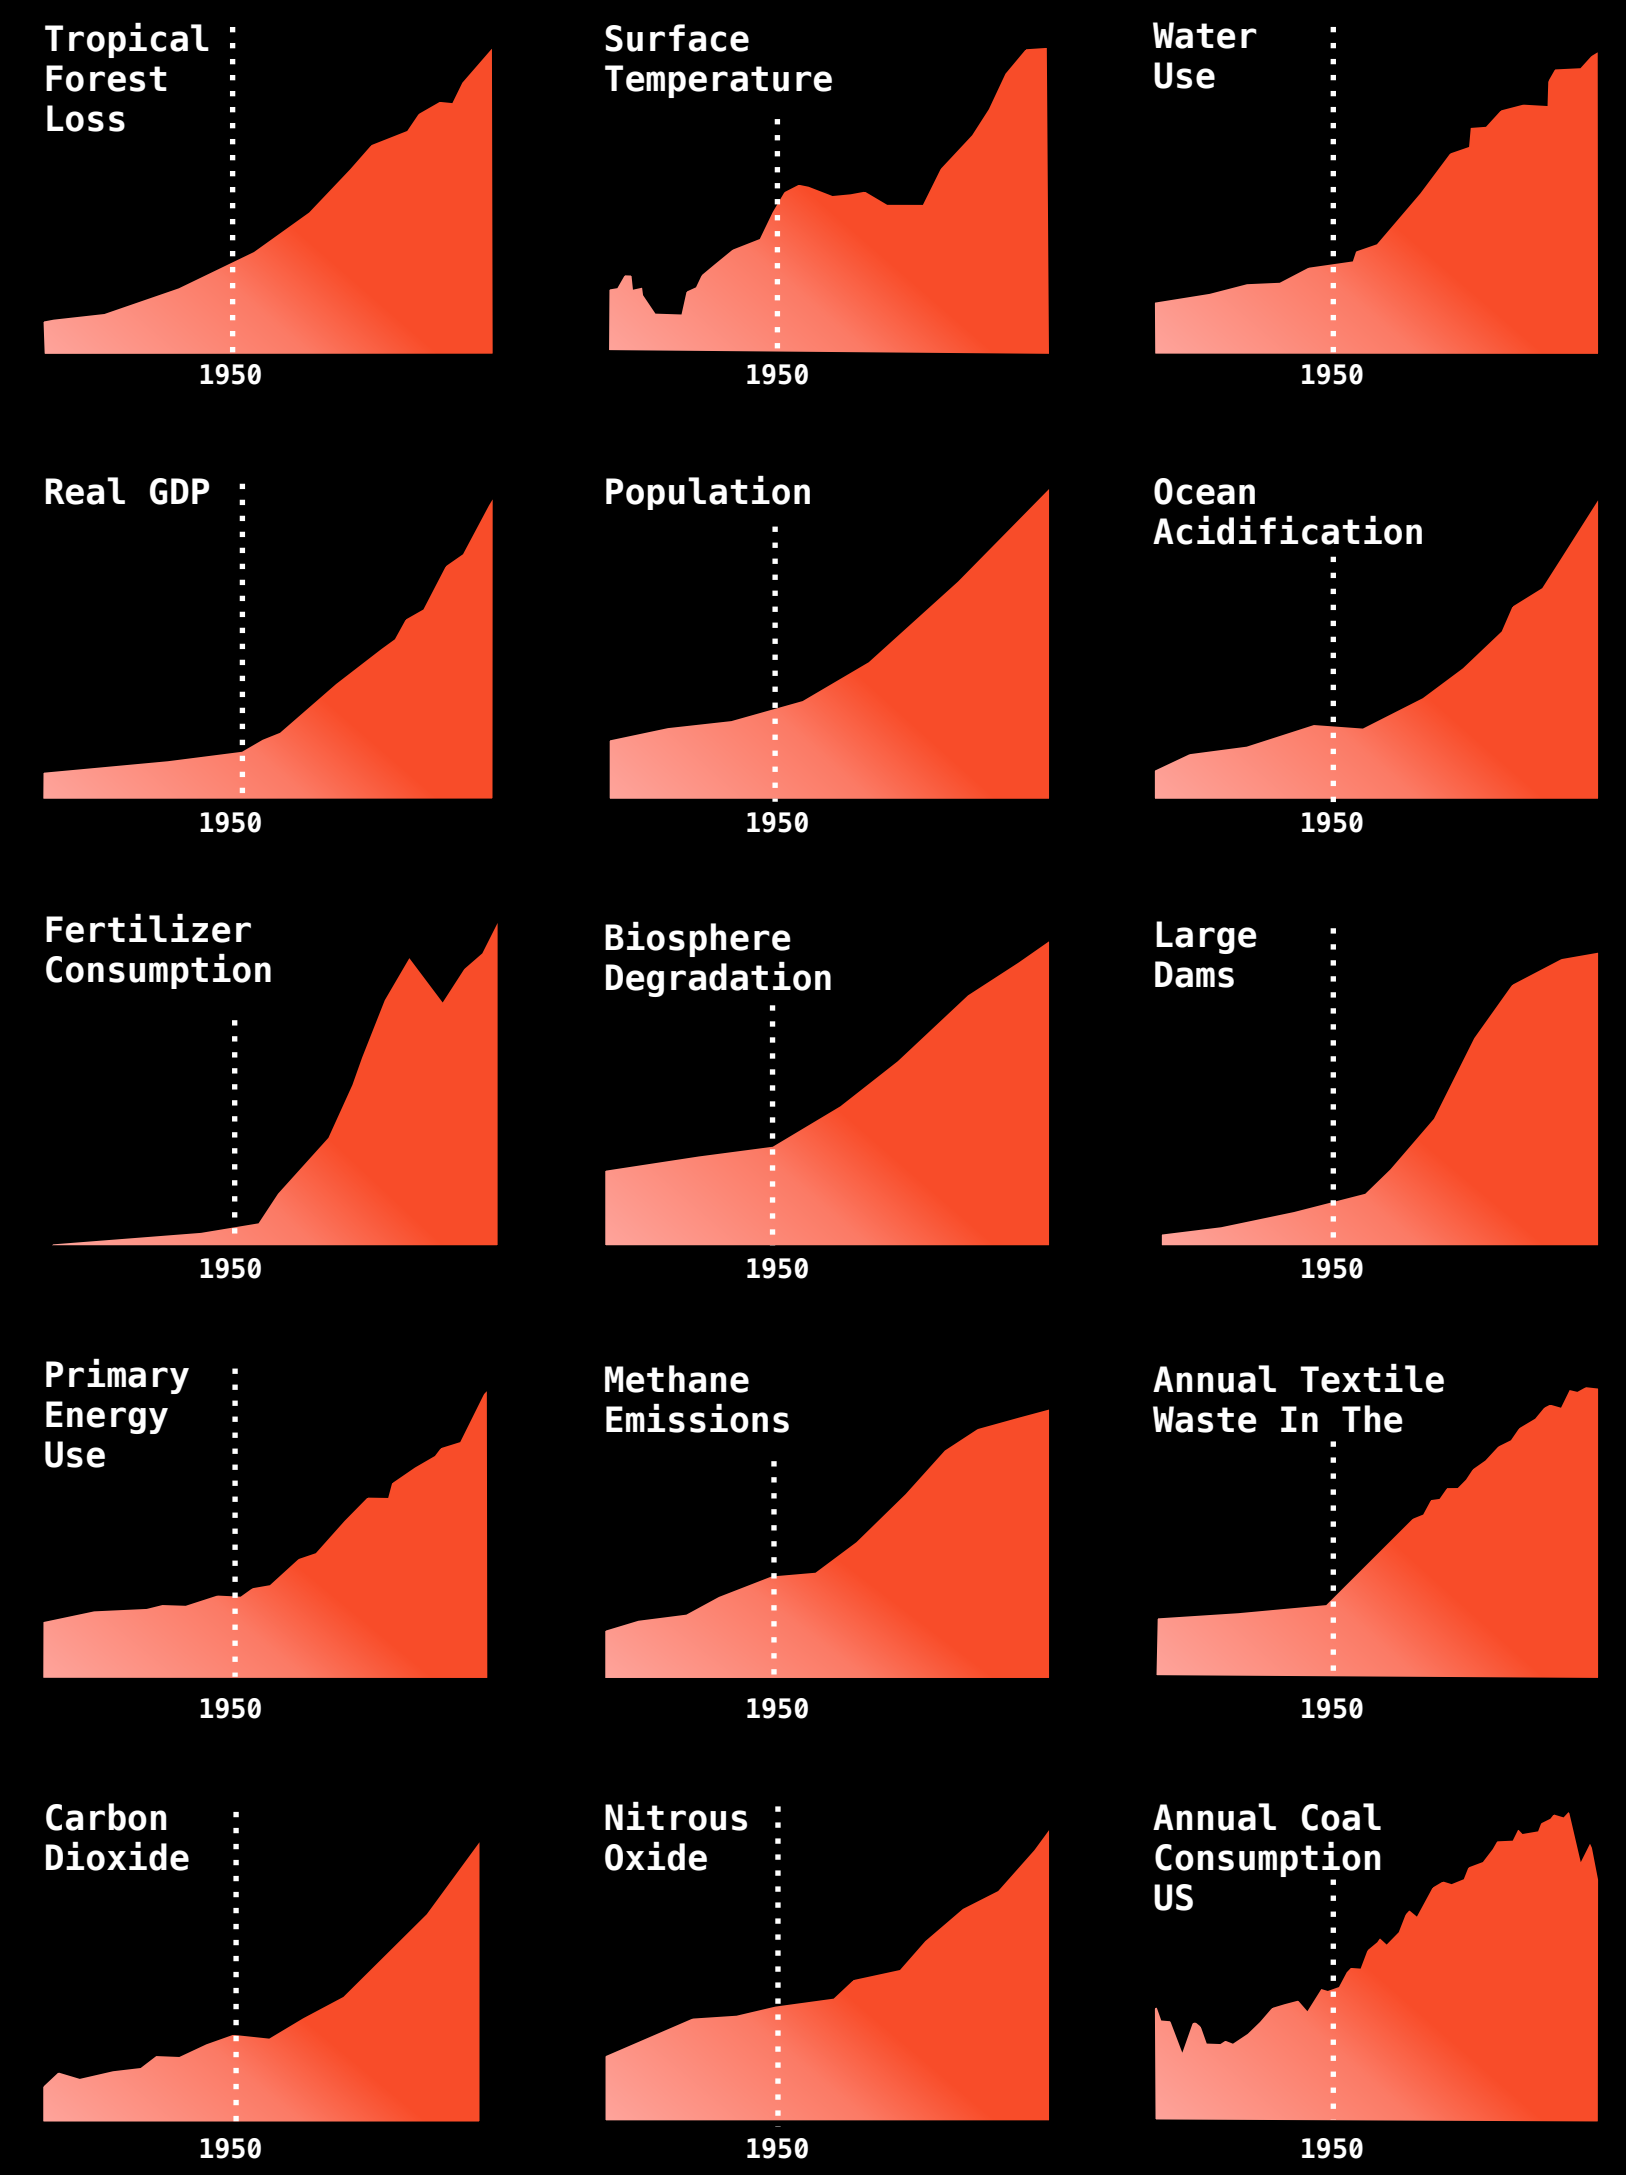 Tropical
Forest
Loss
1950
Surface
Temperature
1950
Water
Use
1950
Real GDP
1950
Population
1950
Ocean
Acidification
1950
Fertilizer
Consumption
1950
Biosphere
Degradation
1950
Large
Dams
1950
Primary
Energy
Use
1950
Methane
Emissions
1950
Annual Textile
Waste In The
1950
Carbon
Dioxide
1950
Nitrous
Oxide
1950
Annual Coal
Consumption
US
1950